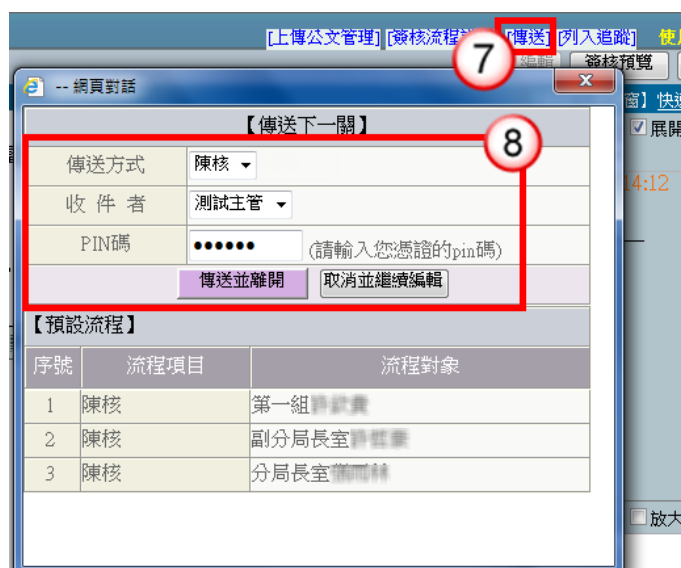 [上傳公文管理] [簽核流程 [傳送] [列入追蹤]
7
編輯 簽核預覽
-- 網頁對話
窗】
展開
【傳送下一關】
8
傳送方式 陳核
14:12
收 件 者 測試主管
PIN碼 •••••• (請輸入您憑證的pin碼)
傳送並離開 取消並繼續編輯
【預設流程】
序號 流程項目 流程對象
1 陳核 第一組
2 陳核 副分局長室
3 陳核 分局長室
放大